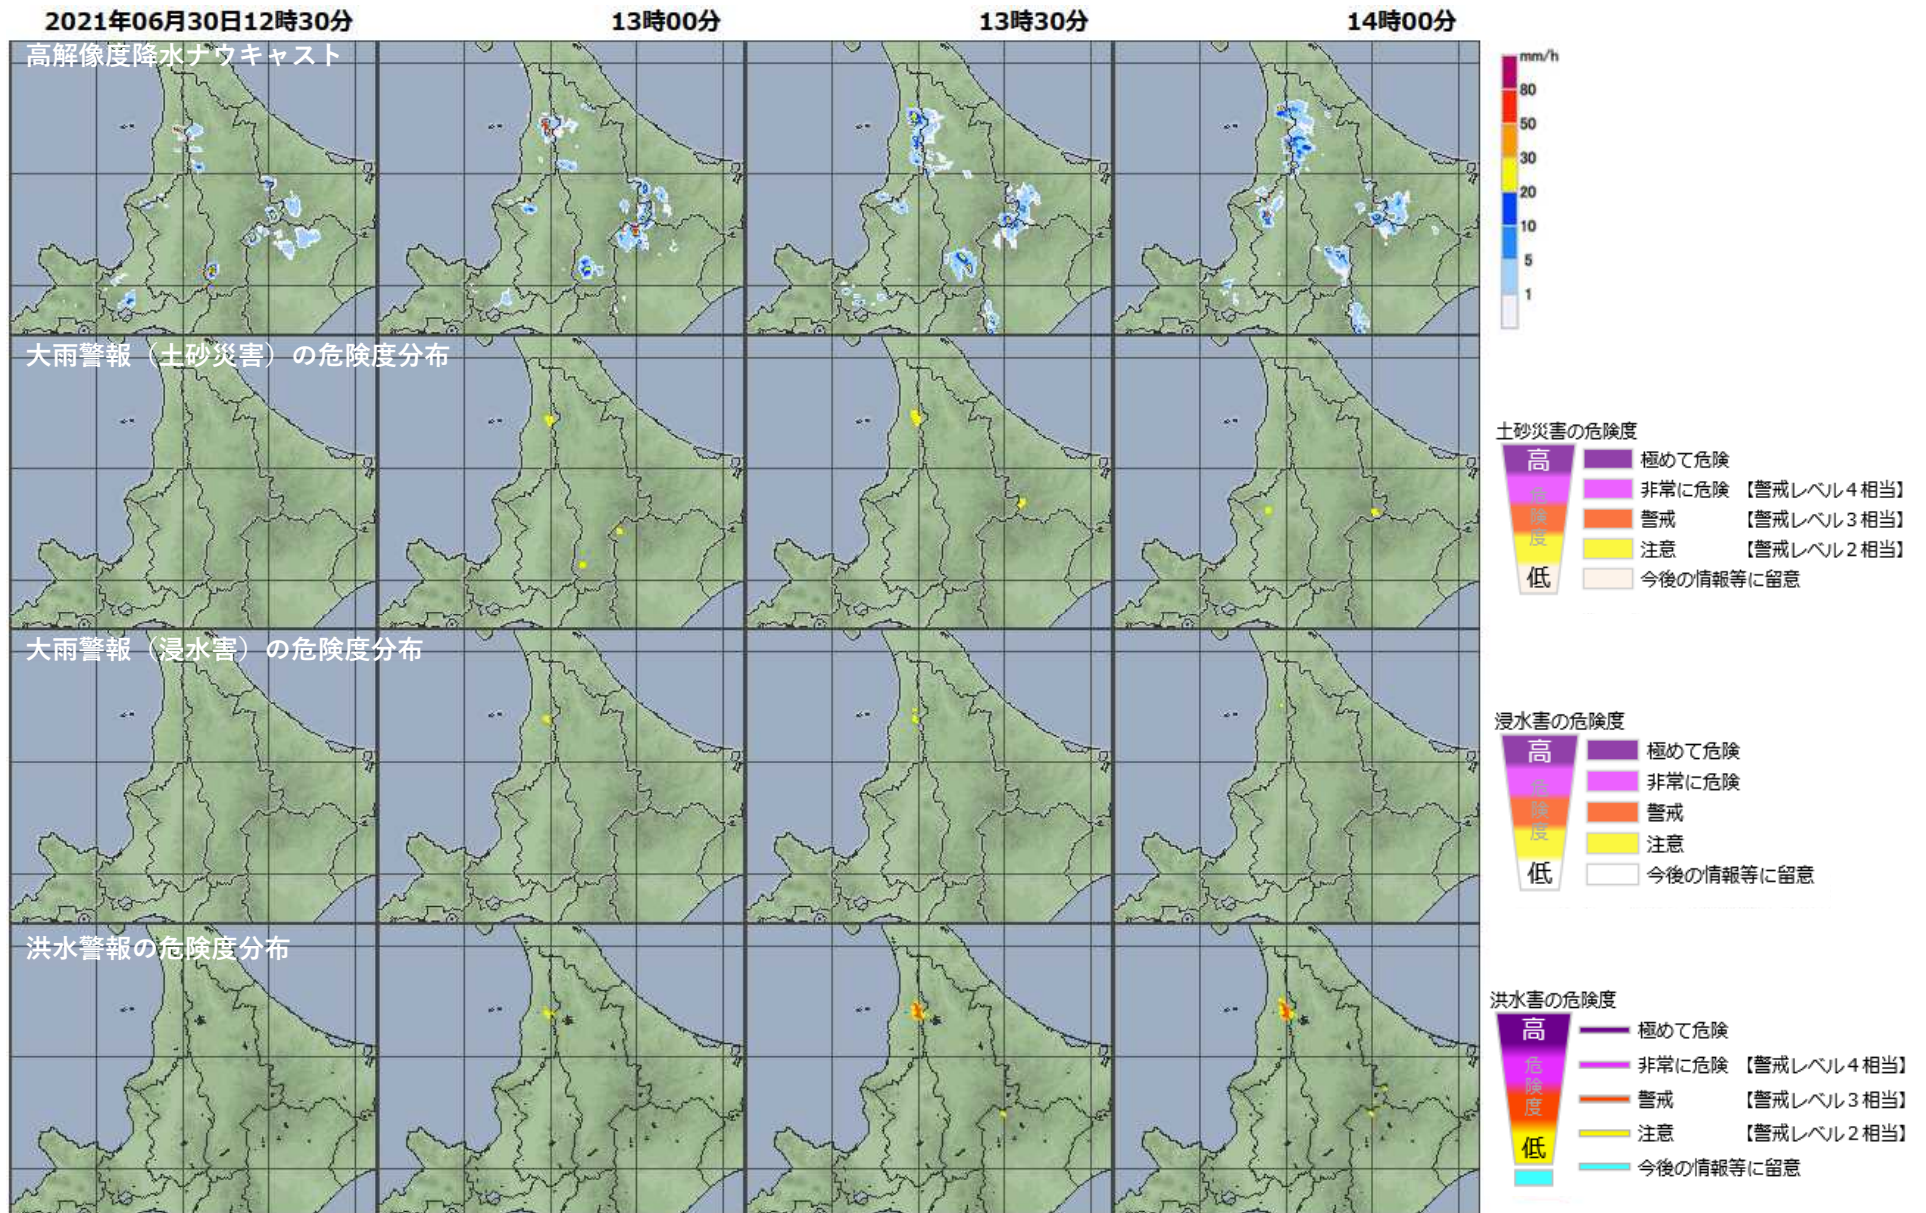 2021年06月30日12時30分
13時00分
13時30分
14時00分
高解像度降水ナウキャスト
mm/h
80
50
30
20
10
5
1
大雨警報（土砂災害）の危険度分布
土砂災害の危険度
高
危険度
低
極めて危険
非常に危険 【警戒レベル４相当】
警戒 【警戒レベル３相当】
注意 【警戒レベル２相当】
今後の情報等に留意
大雨警報（浸水害）の危険度分布
浸水害の危険度
高
危険度
低
極めて危険
非常に危険
警戒
注意
今後の情報等に留意
洪水警報の危険度分布
洪水害の危険度
高
危険度
低
極めて危険
非常に危険 【警戒レベル４相当】
警戒 【警戒レベル３相当】
注意 【警戒レベル２相当】
今後の情報等に留意